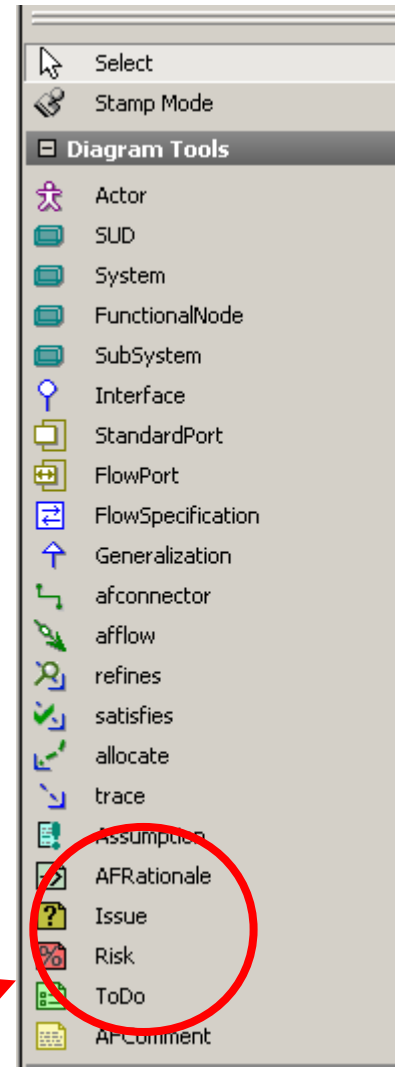 Select
Stamp Mode
Diagram Tools
Actor
SUD
System
FunctionalNode
SubSystem
Interface
StandardPort
FlowPort
FlowSpecification
Generalization
afconnector
afflow
refines
satisfies
allocate
trace
Assumption
AFRationale
Issue
Risk
ToDo
AFComment